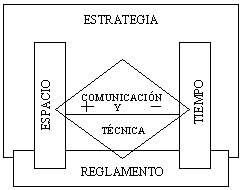 ESTRATEGIA
ESPACIO
COMUNICACIÓN
+ Y −
TÉCNICA
TIEMPO
REGLAMENTO